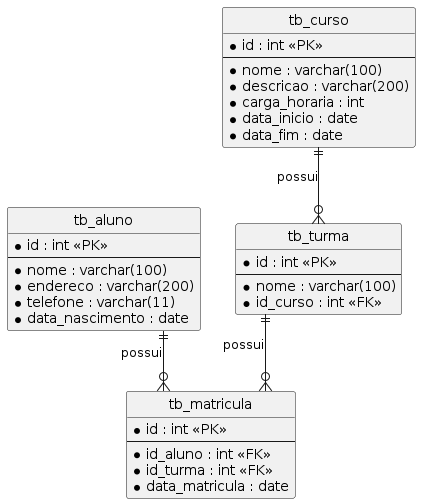 tb_curso
id : int «PK»
nome : varchar(100)
descricao : varchar(200)
carga_horaria : int
data_inicio : date
data_fim : date
possui
tb_aluno
id : int «PK»
nome : varchar(100)
endereco : varchar(200)
telefone : varchar(11)
data_nascimento : date
tb_turma
id : int «PK»
nome : varchar(100)
id_curso : int «FK»
possui
possui
tb_matricula
id : int «PK»
id_aluno : int «FK»
id_turma : int «FK»
data_matricula : date